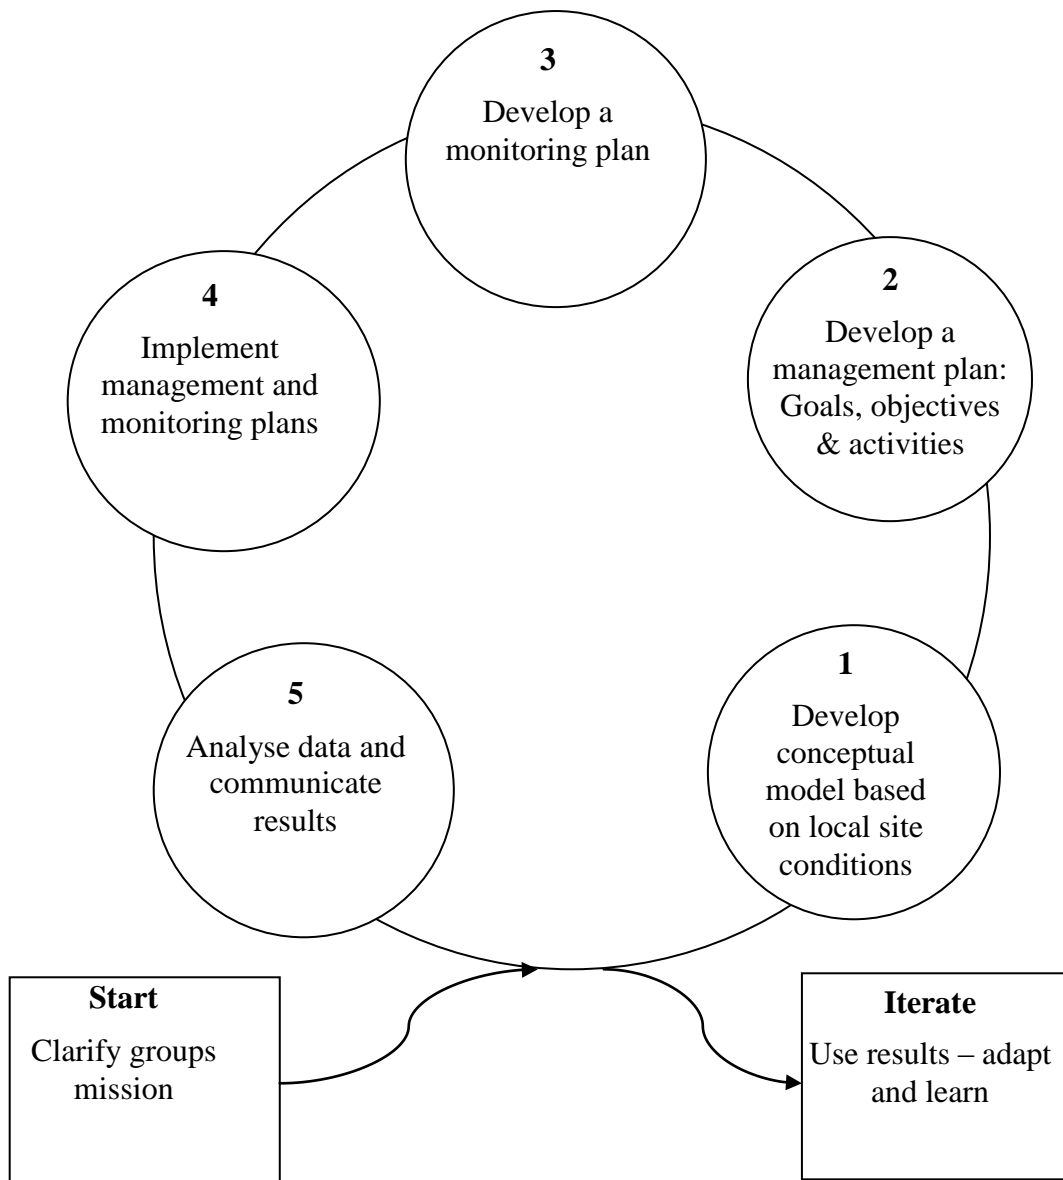 3
Develop a
monitoring plan
4
Implement
management and
monitoring plans
2
Develop a
management plan:
Goals, objectives
& activities
5
Analyse data and
communicate
results
1
Develop
conceptual
model based
on local site
conditions
Start
Clarify groups
mission
Iterate
Use results – adapt
and learn